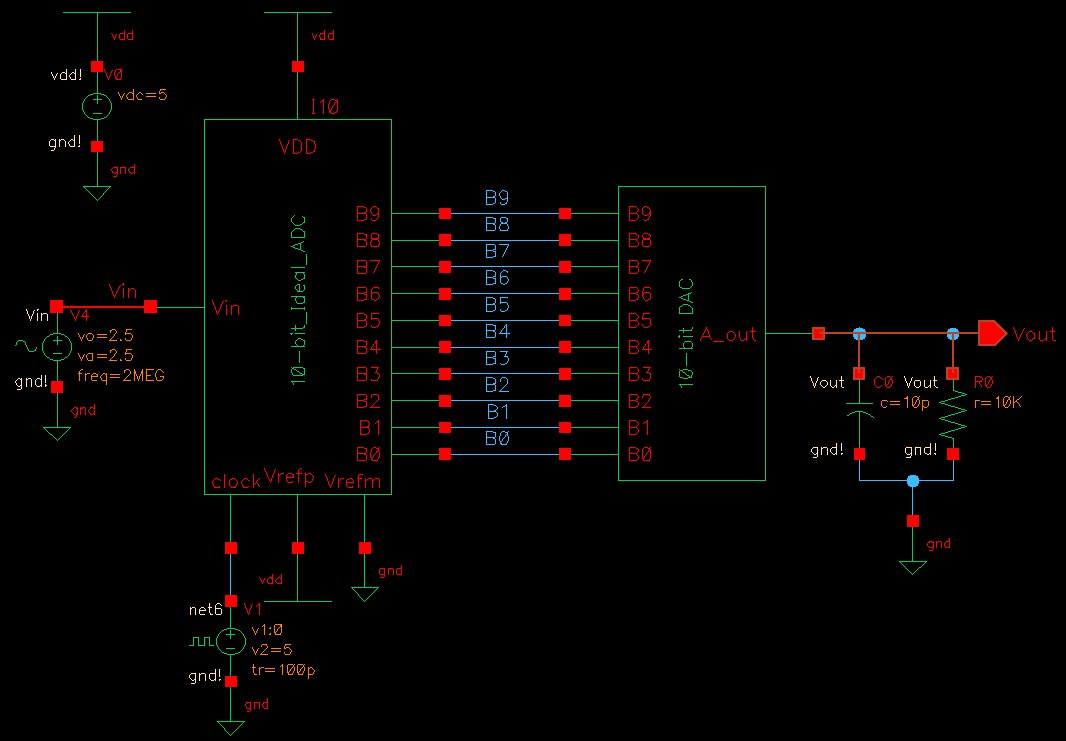 vdd
vdd! V0
vdc=5
gnd!
gnd
vdd
I10
VDD
10-bit_Ideal_ADC
B9
B8
B7
B6
B5
B4
B3
B2
B1
B0
Vin
clock Vrefp Vrefm
Vin
Vin V4
vo=2.5
va=2.5
freq=2MEG
gnd!
gnd
vdd
gnd
net6 V1
v1:0
v2=5
tr=100p
gnd!
gnd
B9
B8
B7
B6
B5
B4
B3
B2
B1
B0
B9
B8
B7
B6
B5
B4
B3
B2
B1
B0
10-bit DAC
A_out
Vout
Vout C0
c=10p
gnd!
Vout R0
r=10K
gnd!
gnd